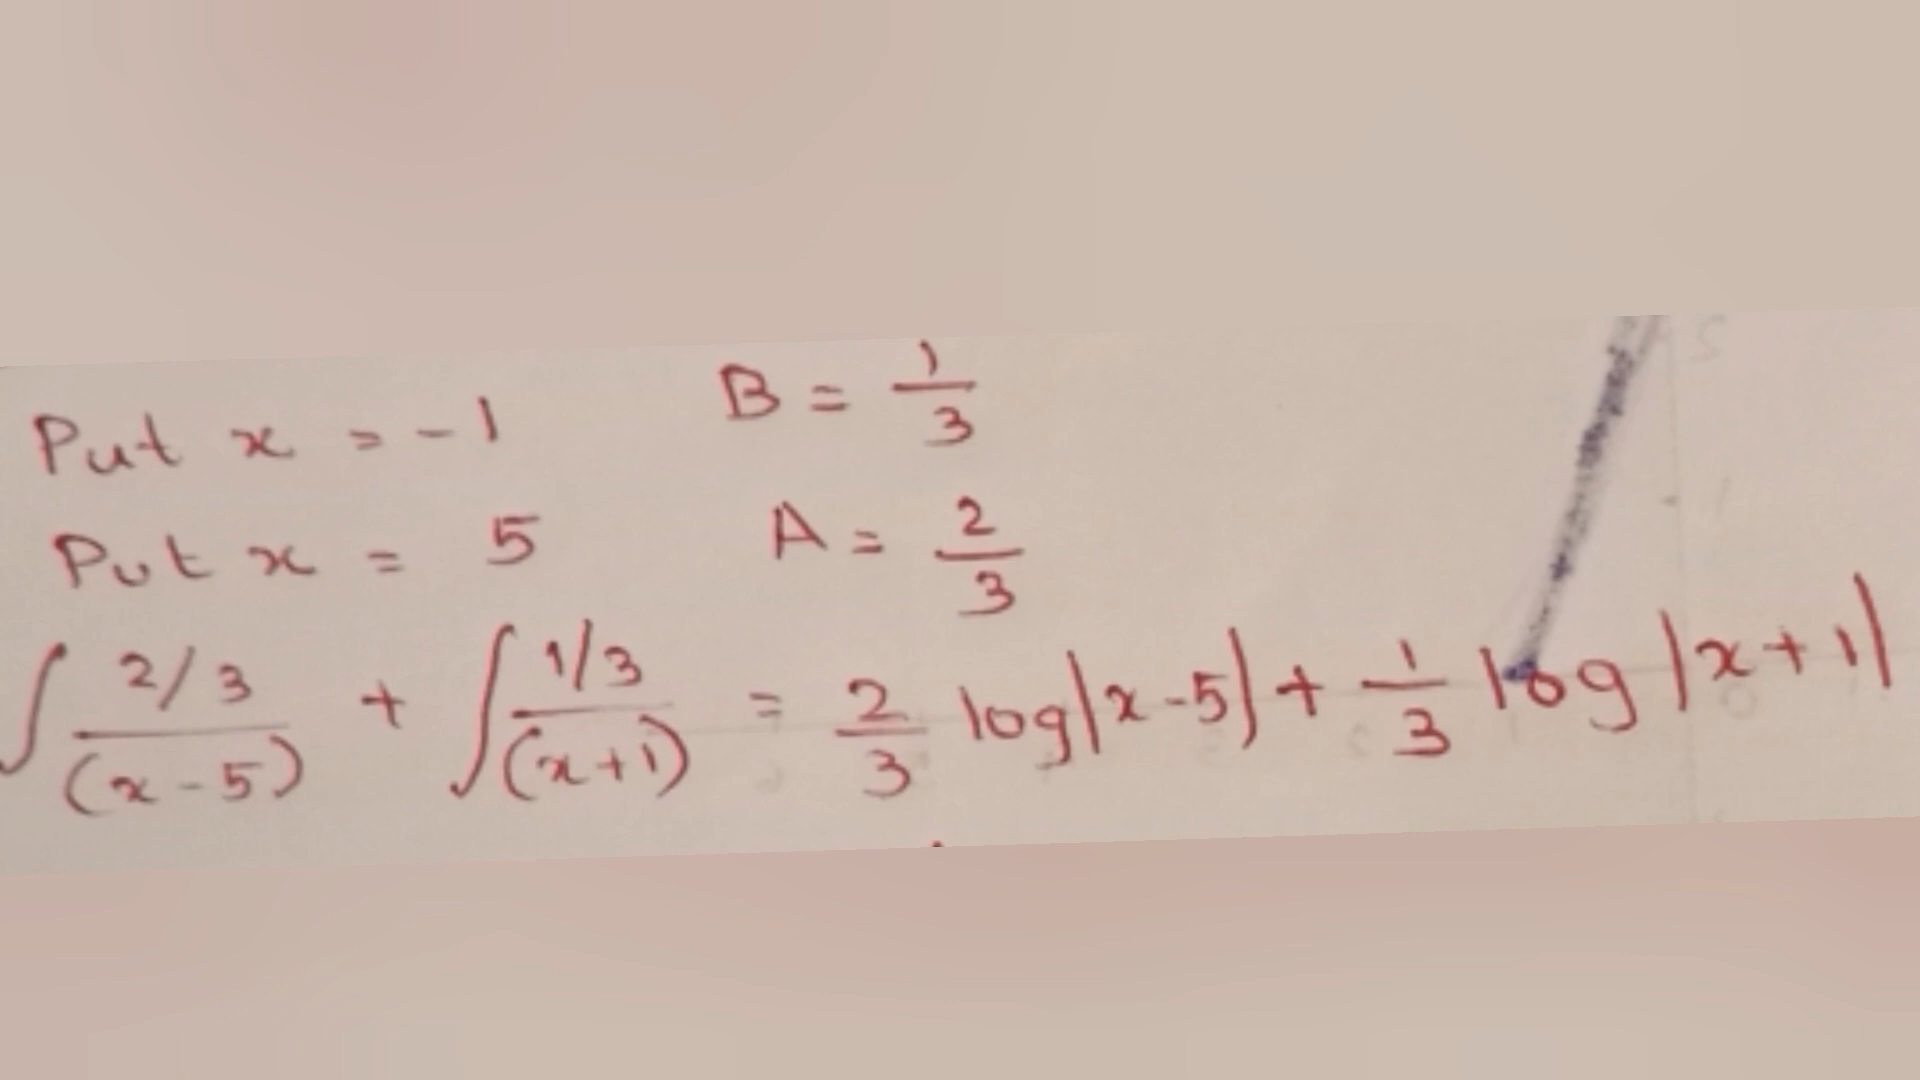 Put x = -1 B = 1/3
Put x = 5 A = 2/3
∫ 2/3/(x-5) + ∫ 1/3/(x+1) = 2/3 log|x-5| + 1/3 log|x+1|